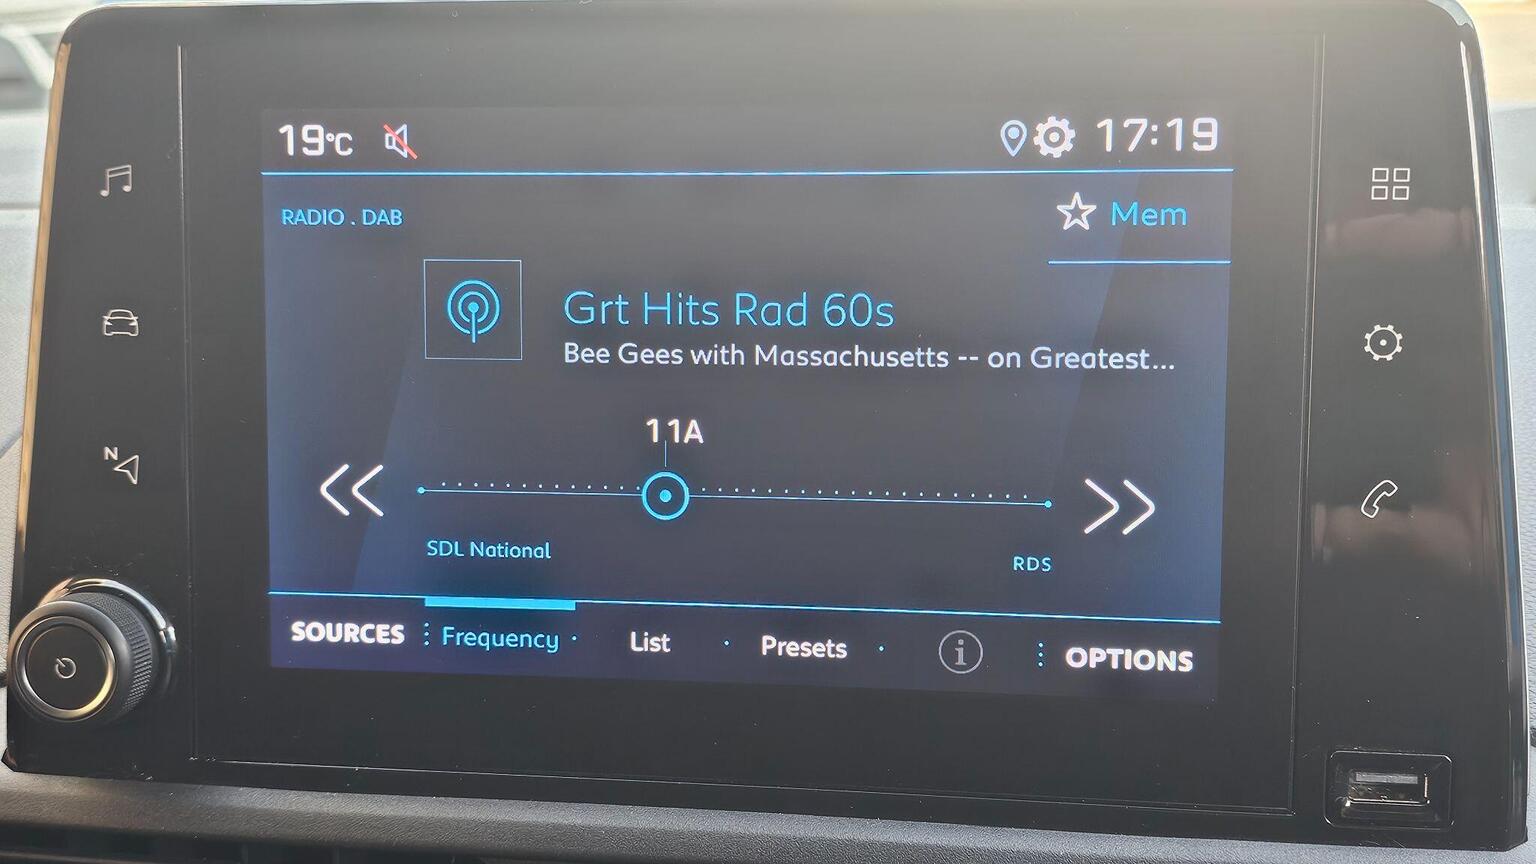 19°C 17:19
RADIO . DAB
Mem
Grt Hits Rad 60s
Bee Gees with Massachusetts -- on Greatest...
11A
N
SDL National
RDS
SOURCES Frequency List Presets i OPTIONS